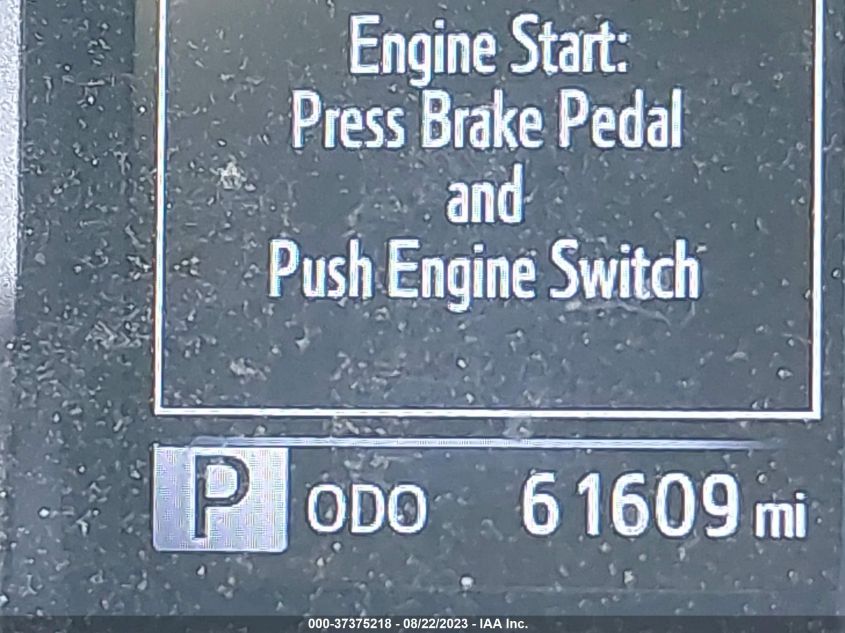 Engine Start:
Press Brake Pedal
and
Push Engine Switch
P ODO 61609 mi
000-37375218 - 08/22/2023 - IAA Inc.